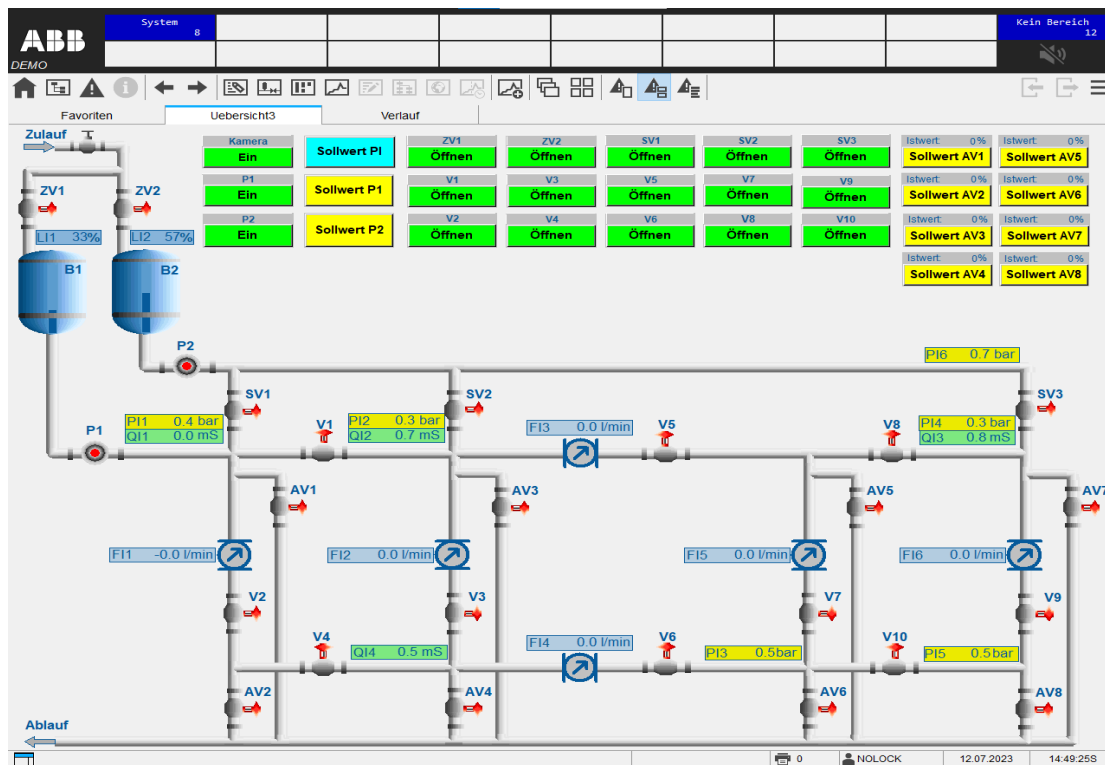 System
8
Kein Bereich
12
ABB
DEMO
Favoriten
Uebersicht3
Verlauf
Zulauf
Kamera
Ein
Sollwert PI
ZV1
Öffnen
ZV2
Öffnen
SV1
Öffnen
SV2
Öffnen
SV3
Öffnen
Istwert: 0%
Sollwert AV1
Istwert: 0%
Sollwert AV5
P1
Ein
Sollwert P1
V1
Öffnen
V3
Öffnen
V5
Öffnen
V7
Öffnen
V9
Öffnen
Istwert: 0%
Sollwert AV2
Istwert: 0%
Sollwert AV6
P2
Ein
Sollwert P2
V2
Öffnen
V4
Öffnen
V6
Öffnen
V8
Öffnen
V10
Öffnen
Istwert: 0%
Sollwert AV3
Istwert: 0%
Sollwert AV7
Istwert: 0%
Sollwert AV4
Istwert: 0%
Sollwert AV8
ZV1
ZV2
LI1 33%
LI2 57%
B1
B2
P2
PI6 0.7 bar
SV1
SV2
SV3
PI1 0.4 bar
QI1 0.0 mS
V1
PI2 0.3 bar
QI2 0.7 mS
FI3 0.0 l/min
V5
V8
PI4 0.3 bar
QI3 0.8 mS
P1
AV1
AV3
AV5
AV7
FI1 -0.0 l/min
FI2 0.0 l/min
FI5 0.0 l/min
FI6 0.0 l/min
V2
V3
V7
V9
V4
QI4 0.5 mS
FI4 0.0 l/min
V6
PI3 0.5bar
V10
PI5 0.5bar
AV2
AV4
AV6
AV8
Ablauf
0
NOLOCK
12.07.2023
14:49:25S